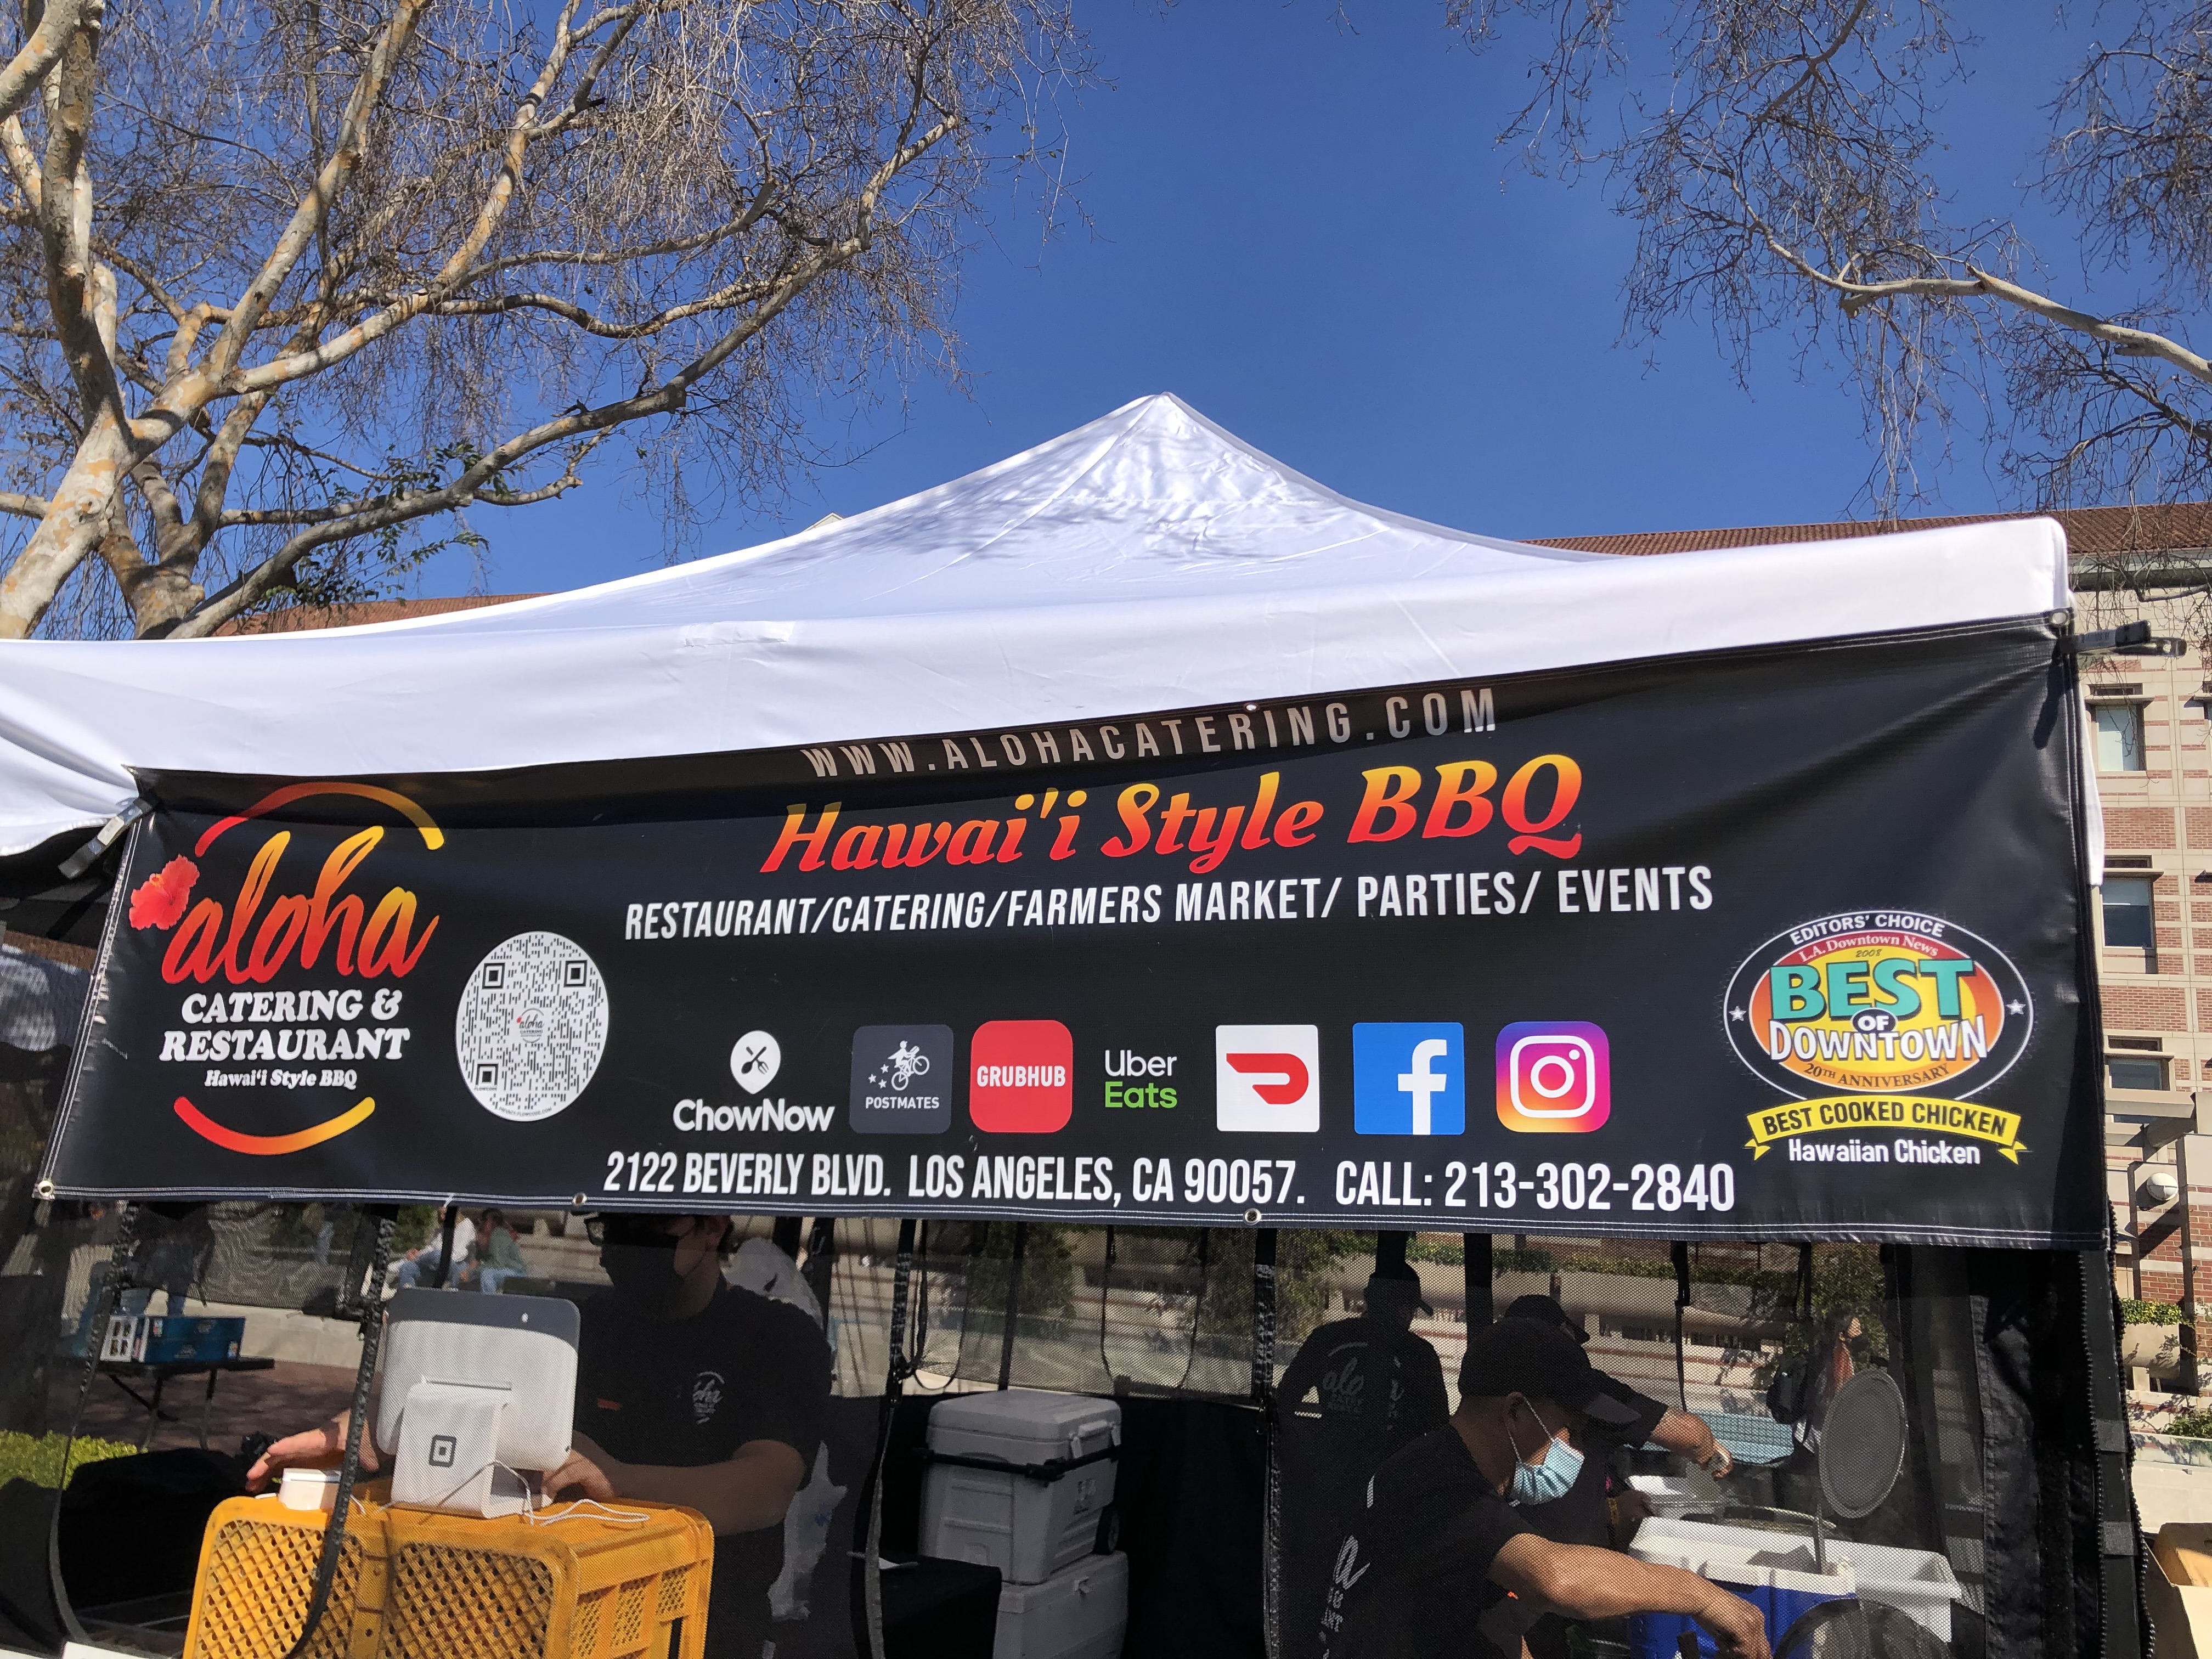 WWW.ALOHACATERING.COM
Hawai'i Style BBQ
RESTAURANT/CATERING/FARMERS MARKET/ PARTIES/ EVENTS
aloha
CATERING &
RESTAURANT
Hawai'i Style BBQ
aloha
ChowNow
POSTMATES
GRUBHUB
Uber
Eats
EDITORS' CHOICE
L.A. Downtown News
2008
BEST
OF
DOWNTOWN
20TH ANNIVERSARY
BEST COOKED CHICKEN
Hawaiian Chicken
2122 BEVERLY BLVD. LOS ANGELES, CA 90057. CALL: 213-302-2840